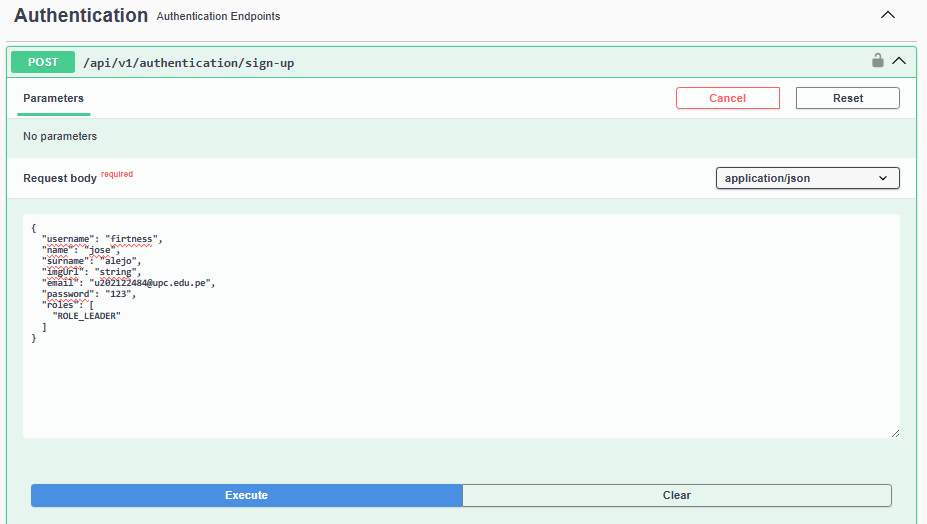 Authentication Authentication Endpoints
POST /api/v1/authentication/sign-up
Parameters Cancel Reset
No parameters
Request body required application/json
{
"username": "firtness",
"name": "jose",
"surname": "alejo",
"imgUrl": "string",
"email": "u202122484@upc.edu.pe",
"password": "123",
"roles": [
"ROLE_LEADER"
]
}
Execute Clear